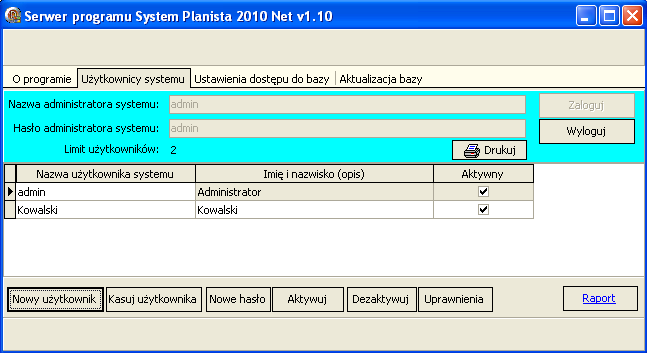 Serwer programu System Planista 2010 Net v1.10
O programie Użytkownicy systemu Ustawienia dostępu do bazy Aktualizacja bazy
Nazwa administratora systemu: admin Zaloguj
Hasło administratora systemu: admin Wyloguj
Limit użytkowników: 2 Drukuj
Nazwa użytkownika systemu Imię i nazwisko (opis) Aktywny
admin Administrator
Kowalski Kowalski
Nowy użytkownik Kasuj użytkownika Nowe hasło Aktywuj Dezaktywuj Uprawnienia Raport